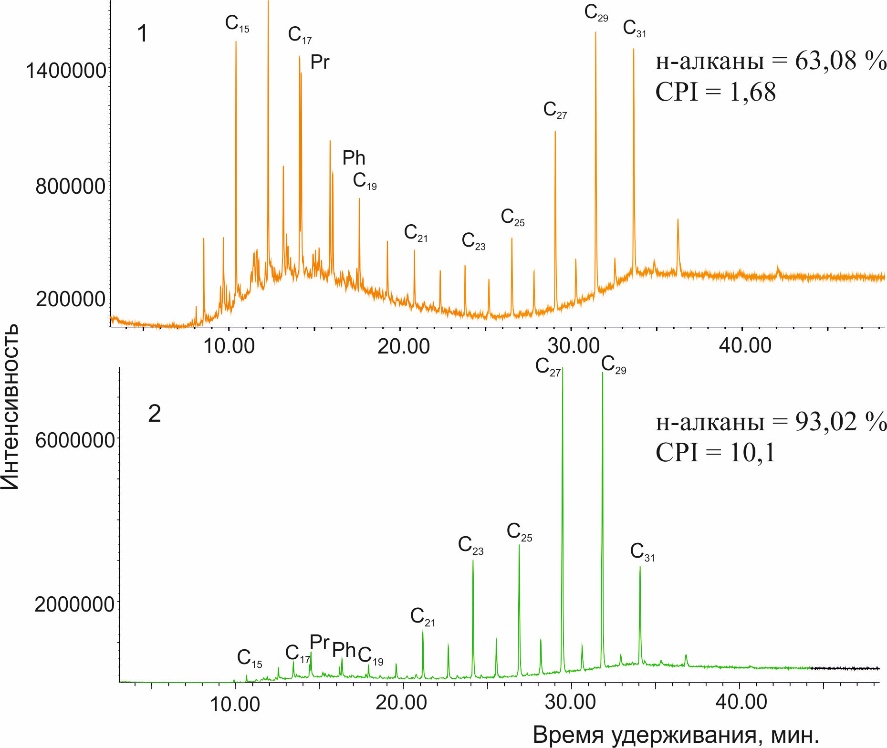 1
C15
C17
Pr
Ph
C19
C21
C23
C25
C27
C29
C31
н-алканы = 63,08 %
CPI = 1,68
1400000
800000
200000
10.00 20.00 30.00 40.00
Интенсивность
2
C15
C17
Pr
Ph
C19
C21
C23
C25
C27
C29
C31
н-алканы = 93,02 %
CPI = 10,1
6000000
2000000
10.00 20.00 30.00 40.00
Время удерживания, мин.